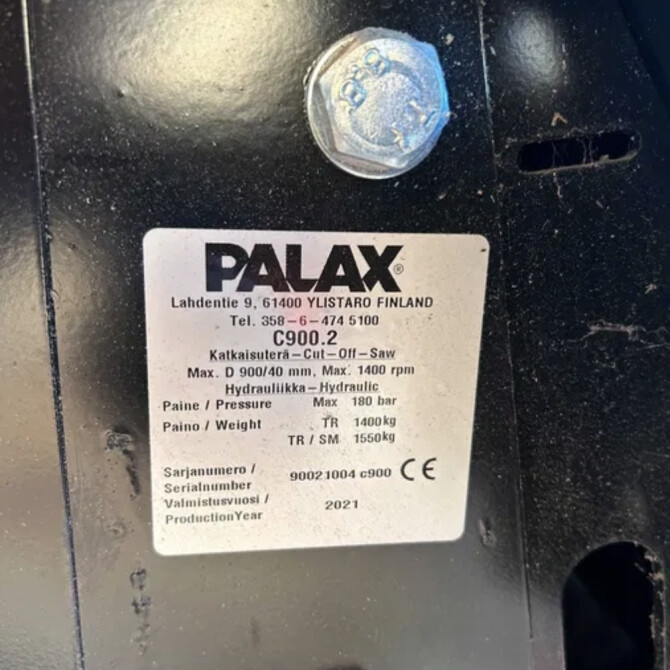 8.8
PALAX®
Lahdentie 9, 61400 YLISTARO FINLAND
Tel. 358-6-474 5100
C900.2
Katkaisuterä-Cut-Off-Saw
Max. D 900/40 mm, Max. 1400 rpm
Hydrauliikka-Hydraulic
Paine / Pressure Max 180 bar
Paino / Weight TR 1400kg
TR / SM 1550kg
Sarjanumero /
Serialnumber 90021004 c900 CE
Valmistusvuosi /
ProductionYear 2021